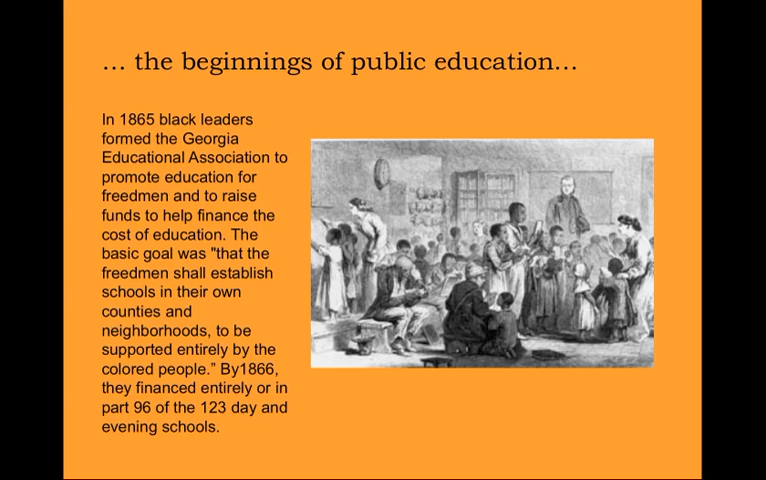 … the beginnings of public education…
In 1865 black leaders
formed the Georgia
Educational Association to
promote education for
freedmen and to raise
funds to help finance the
cost of education. The
basic goal was "that the
freedmen shall establish
schools in their own
counties and
neighborhoods, to be
supported entirely by the
colored people.” By1866,
they financed entirely or in
part 96 of the 123 day and
evening schools.